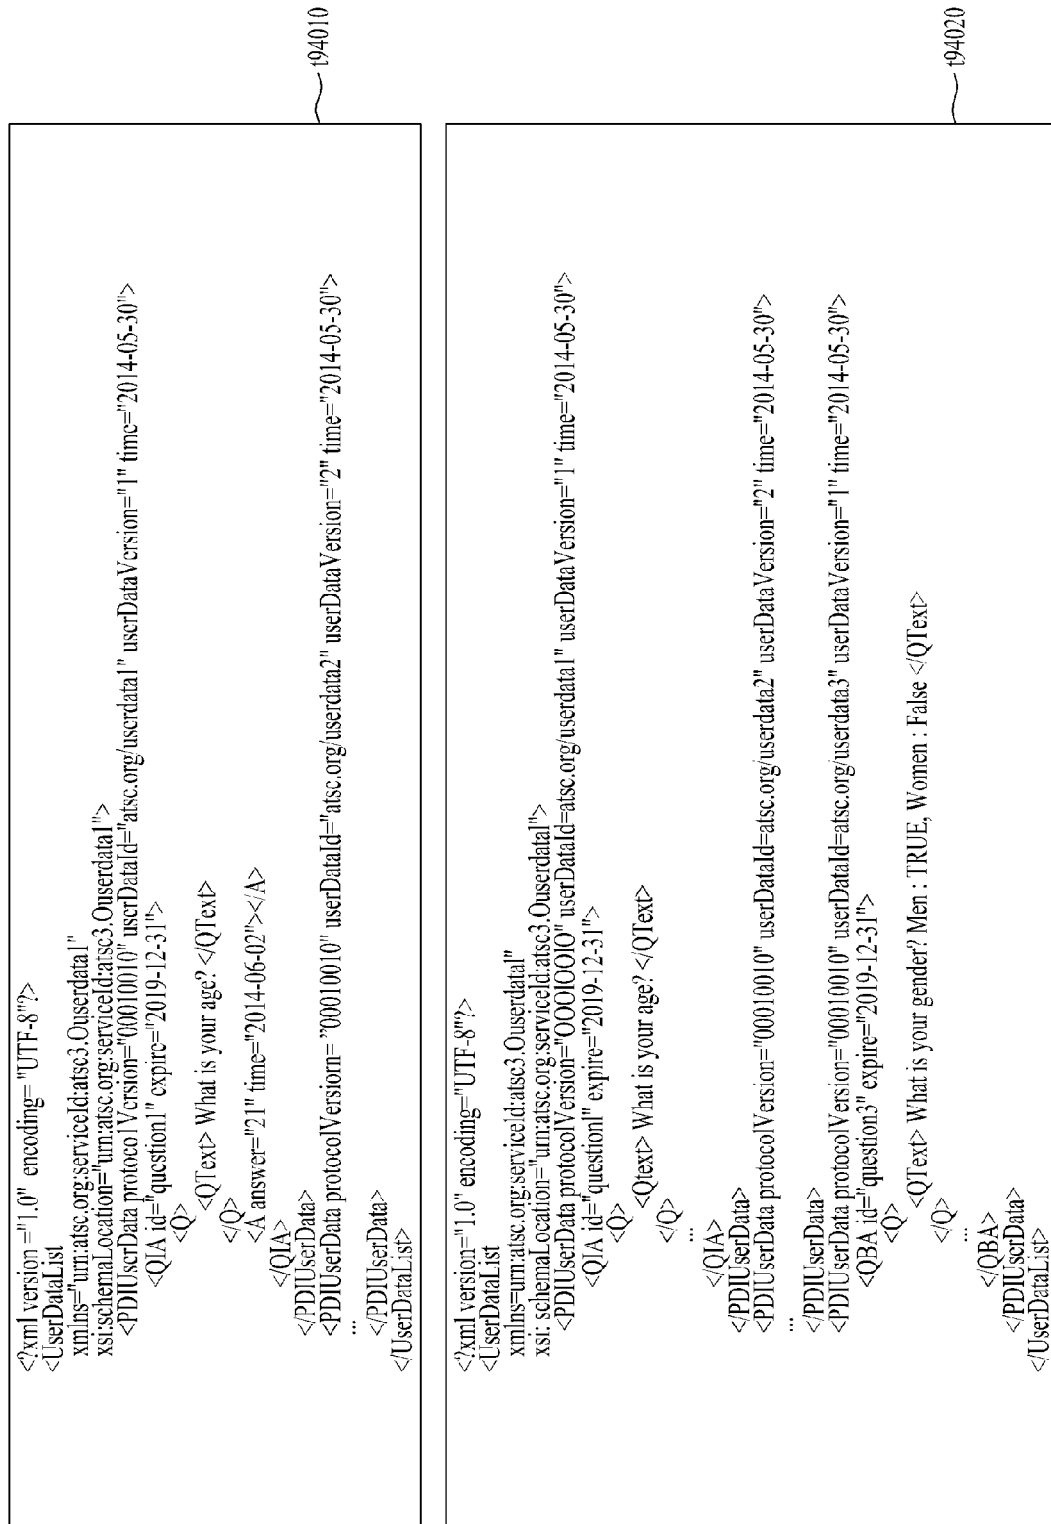 <?xml version ="1.0" encoding= "UTF-8"?>
<UserDataList
xmlns="urn:atsc.org:serviceId:atsc3.Ouserdata1"
xsi:schemaLocation="urn:atsc.org:serviceId:atsc3.Ouserdata1">
<PDIUserData protocolVersion="00010010" userDataId="atsc.org/userdata1" userDataVersion="1" time="2014-05-30">
<QIA id="question1" expire="2019-12-31">
<Q>
<QText> What is your age? </QText>
</Q>
<A answer="21" time="2014-06-02"></A>
</QIA>
</PDIUserData>
<PDIUserData protocolVersion= "00010010" userDataId="atsc.org/userdata2" userDataVersion="2" time="2014-05-30">
...
</PDIUserData>
</UserDataList>
t94010
<?xml version="1.0" encoding="UTF-8"?>
<UserDataList
xmlns=urn:atsc.org:serviceId:atsc3.Ouserdata1"
xsi: schemaLocation="urn:atsc.org:serviceId:atsc3.Ouserdata1">
<PDIUserData protocolVersion="OOOIOOIO" userDataId=atsc.org/userdata1" userDataVersion="1" time="2014-05-30">
<QIA id="question1" expire="2019-12-31">
<Q>
<Qtext> What is your age? </QText>
</Q>
...
</QIA>
</PDIUserData>
<PDIUserData protocolVersion="00010010" userDataId=atsc.org/userdata2" userDataVersion="2" time="2014-05-30">
...
</PDIUserData>
<PDIUserData protocolVersion="00010010" userDataId=atsc.org/userdata3" userDataVersion="1" time="2014-05-30">
<QBA id="question3" expire="2019-12-31">
<Q>
<QText> What is your gender? Men : TRUE, Women : False </QText>
</Q>
...
</QBA>
</PDIUserData>
</UserDataList>
t94020